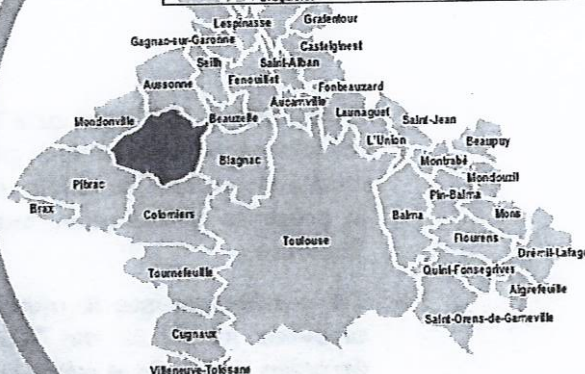 Lespinasse
Gratentour
Gagnac-sur-Garonne
Castelginest
Seilh
Saint-Alban
Aussonne
Fenouillet
Fonbeauzard
Aucamville
Mondonville
Beauzelle
Launaguet
Saint-Jean
L'Union
Beaupuy
Blagnac
Montrabé
Pibrac
Mondouzil
Pin-Balma
Brax
Colomiers
Balma
Mons
Toulouse
Flourens
Drémil-Lafage
Tournefeuille
Quint-Fonsegrives
Aigrefeuille
Saint-Orens-de-Gameville
Cugnaux
Villeneuve-Tolosane